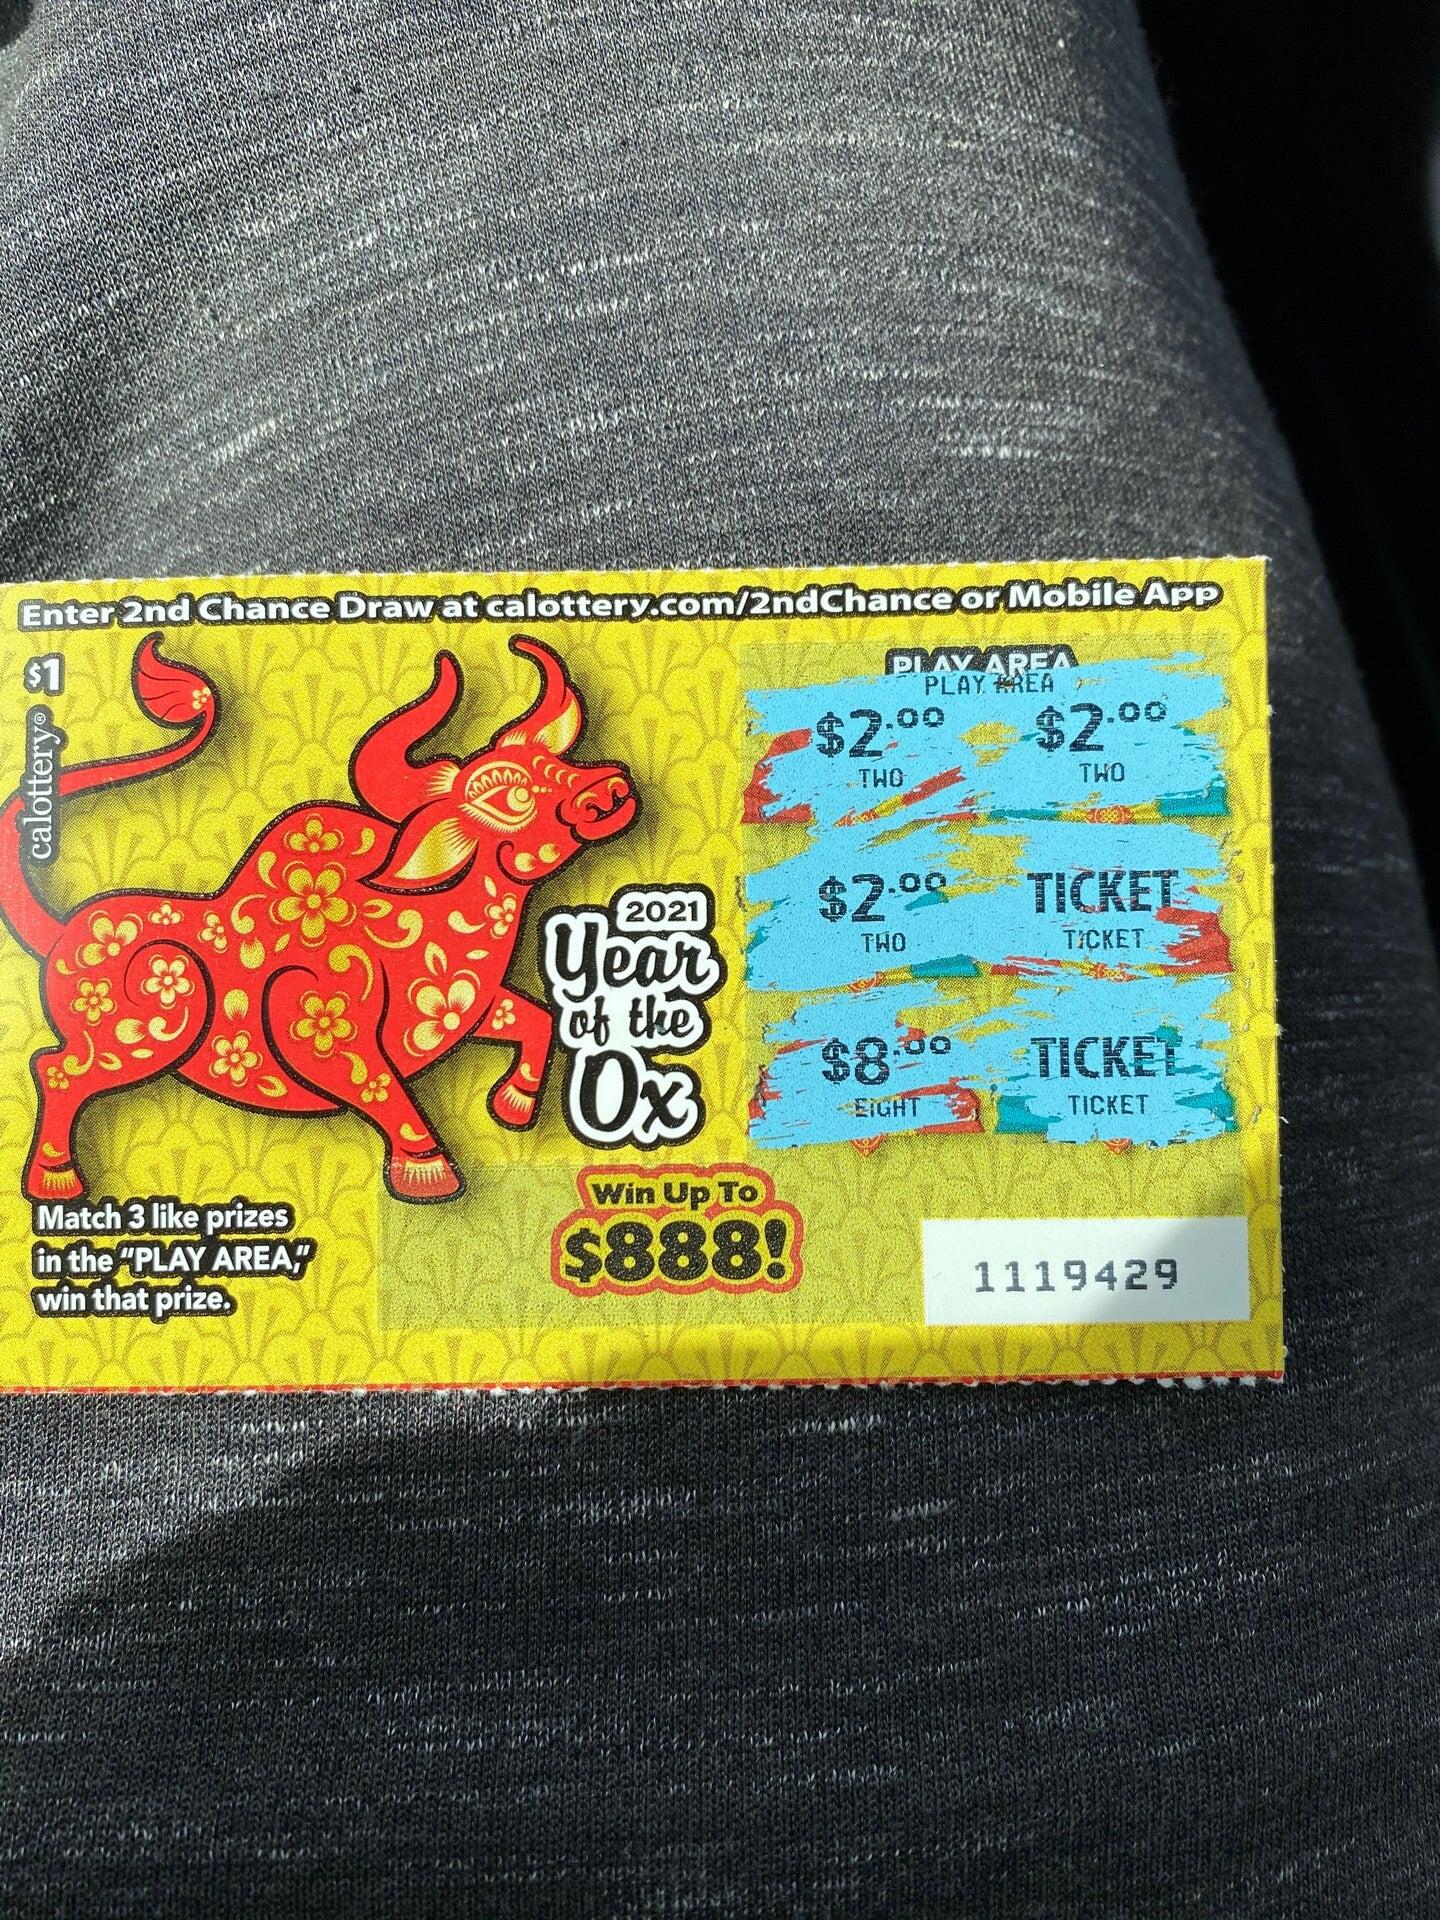 Enter 2nd Chance Draw at calottery.com/2ndChance or Mobile App
$1
calottery®
2021
Year
of the
Ox
Match 3 like prizes
in the "PLAY AREA,"
win that prize.
Win Up To
$888!
PLAY AREA
PLAY AREA
$2.00 $2.00
TWO TWO
$2.00 TICKET
TWO TICKET
$8.00 TICKET
EIGHT TICKET
1119429